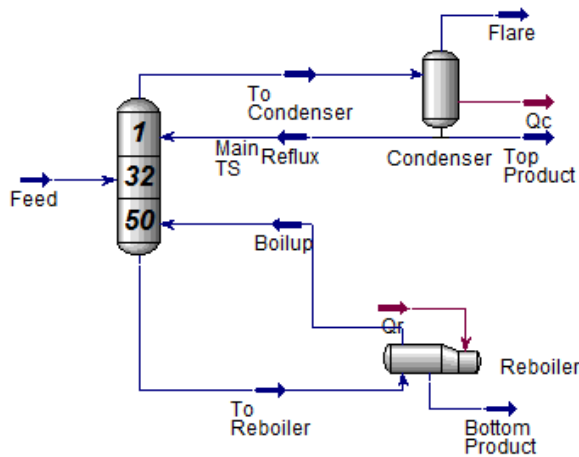 Flare
To
Condenser
Qc
1
Main
TS
Reflux
Condenser
Top
Product
32
Feed
50
Boilup
Qr
Reboiler
To
Reboiler
Bottom
Product